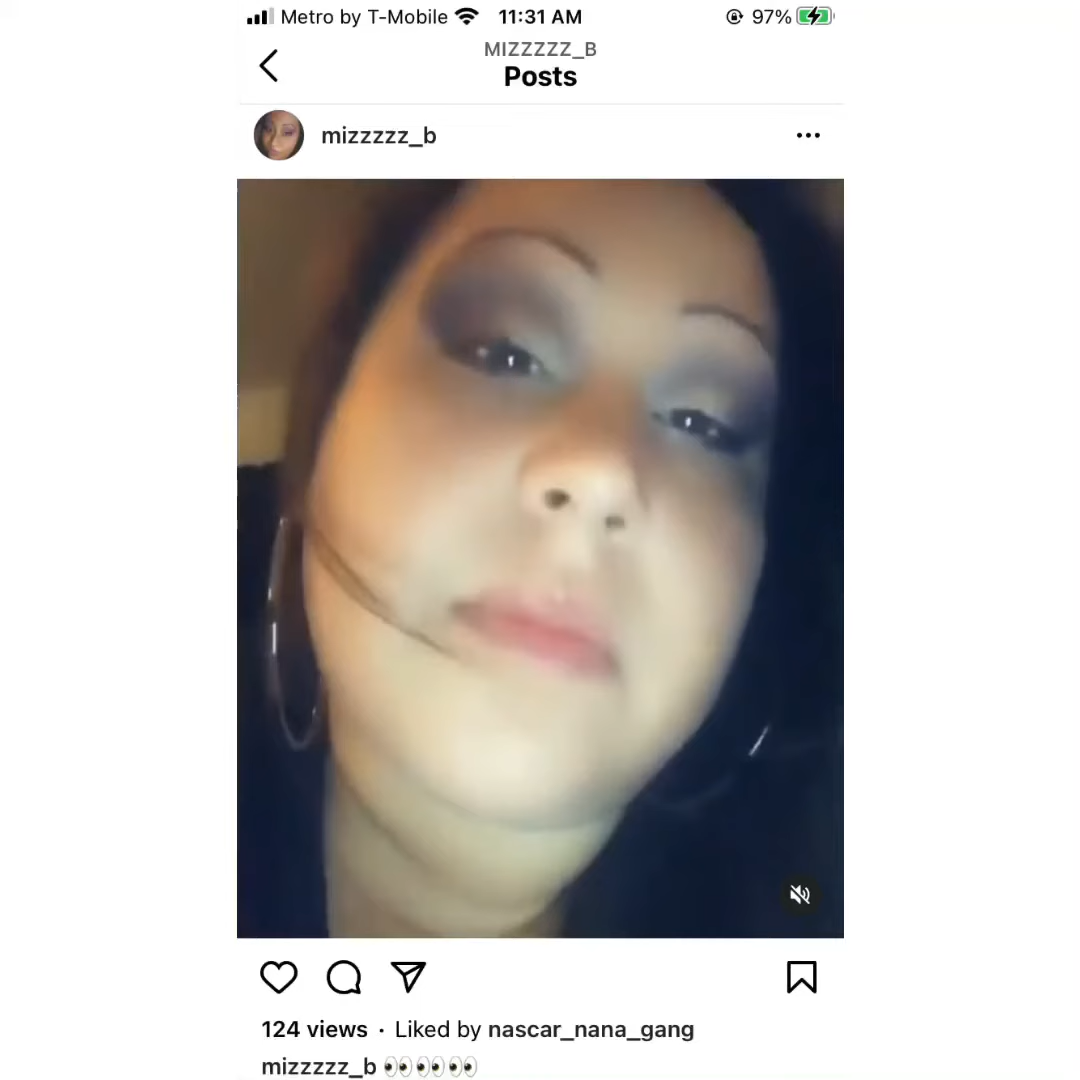 Metro by T-Mobile 11:31 AM 97%
MIZZZZZ_B
Posts
mizzzzz_b
124 views · Liked by nascar_nana_gang
mizzzzz_b 👀👀👀